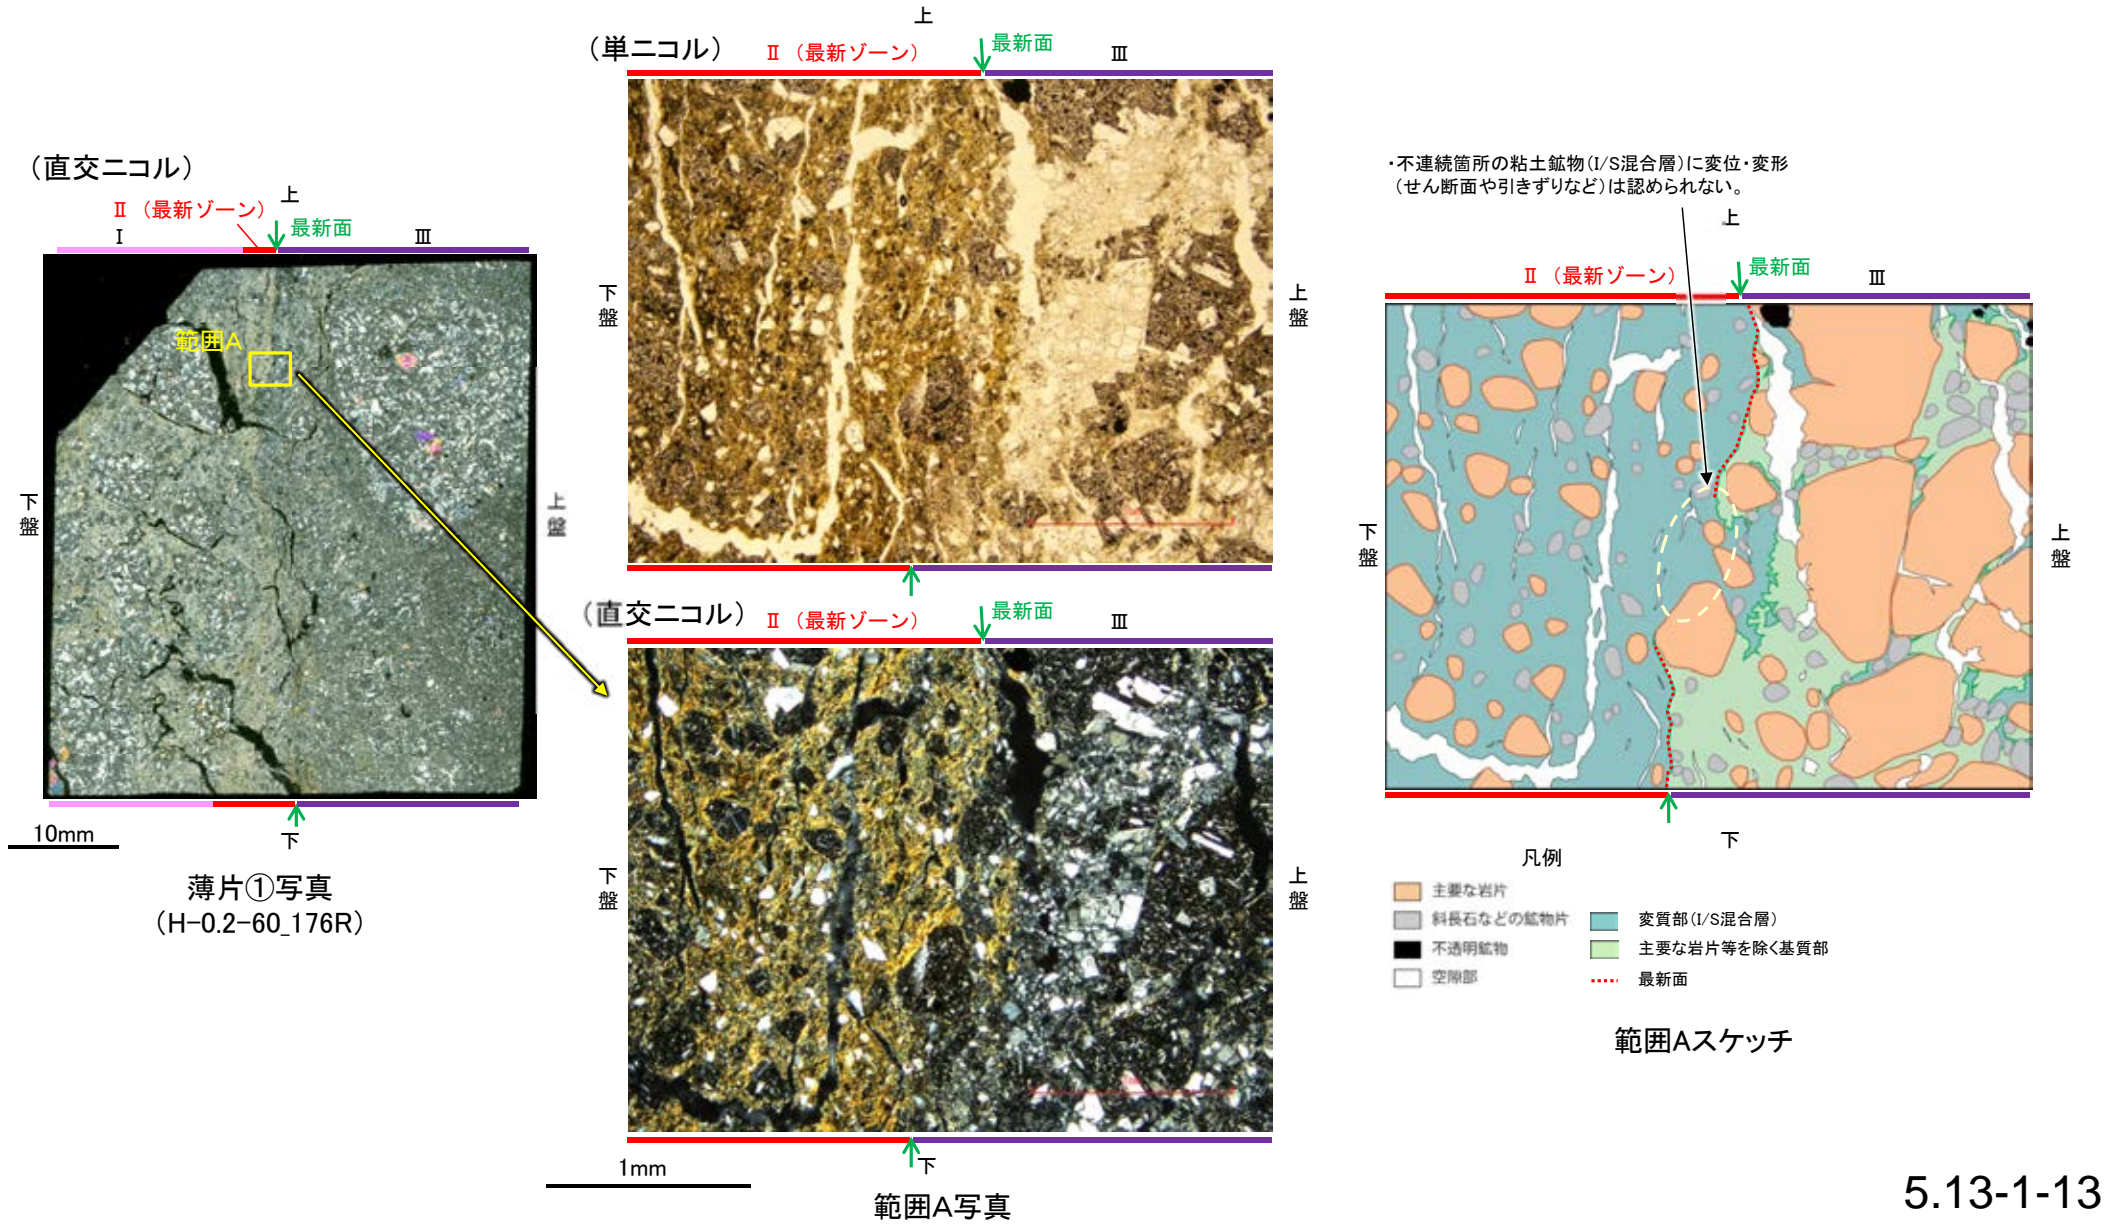 （直交ニコル）
上
Ⅱ （最新ゾーン）
最新面
Ⅰ
Ⅲ
範囲A
下盤
上盤
10mm
下
薄片①写真
（H-0.2-60_176R）
上
（単ニコル）
Ⅱ （最新ゾーン）
最新面
Ⅲ
下盤
上盤
（直交ニコル）
Ⅱ （最新ゾーン）
最新面
Ⅲ
下盤
上盤
下
1mm
範囲A写真
・不連続箇所の粘土鉱物(I/S混合層)に変位・変形
（せん断面や引きずりなど）は認められない。
上
Ⅱ （最新ゾーン）
最新面
Ⅲ
下盤
上盤
下
凡例
主要な岩片
斜長石などの鉱物片
不透明鉱物
空隙部
変質部(I/S混合層)
主要な岩片等を除く基質部
最新面
範囲Aスケッチ
5.13-1-13